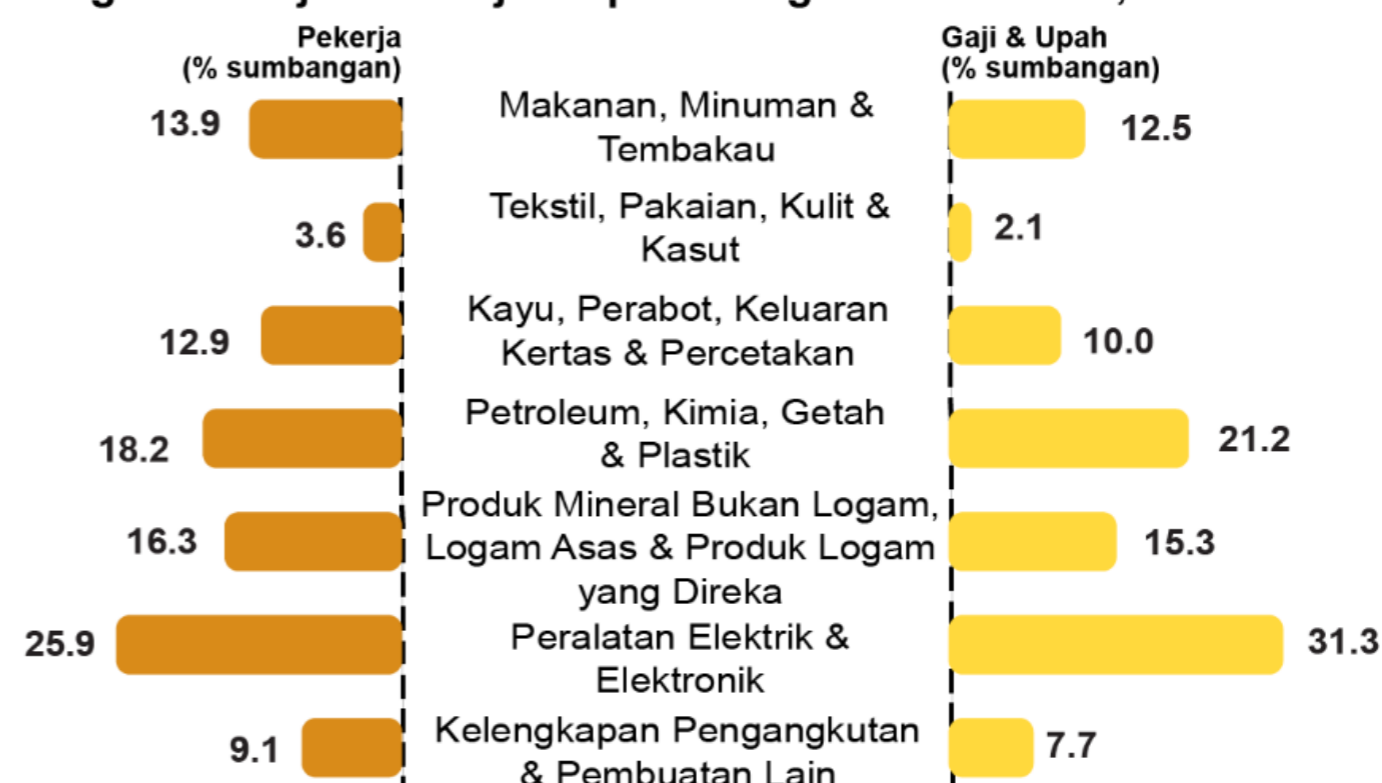 Pekerja
(% sumbangan)
Gaji & Upah
(% sumbangan)
13.9
Makanan, Minuman &
Tembakau
12.5
3.6
Tekstil, Pakaian, Kulit &
Kasut
2.1
12.9
Kayu, Perabot, Keluaran
Kertas & Percetakan
10.0
18.2
Petroleum, Kimia, Getah
& Plastik
21.2
16.3
Produk Mineral Bukan Logam,
Logam Asas & Produk Logam
yang Direka
15.3
25.9
Peralatan Elektrik &
Elektronik
31.3
9.1
Kelengkapan Pengangkutan
& Pembuatan Lain
7.7